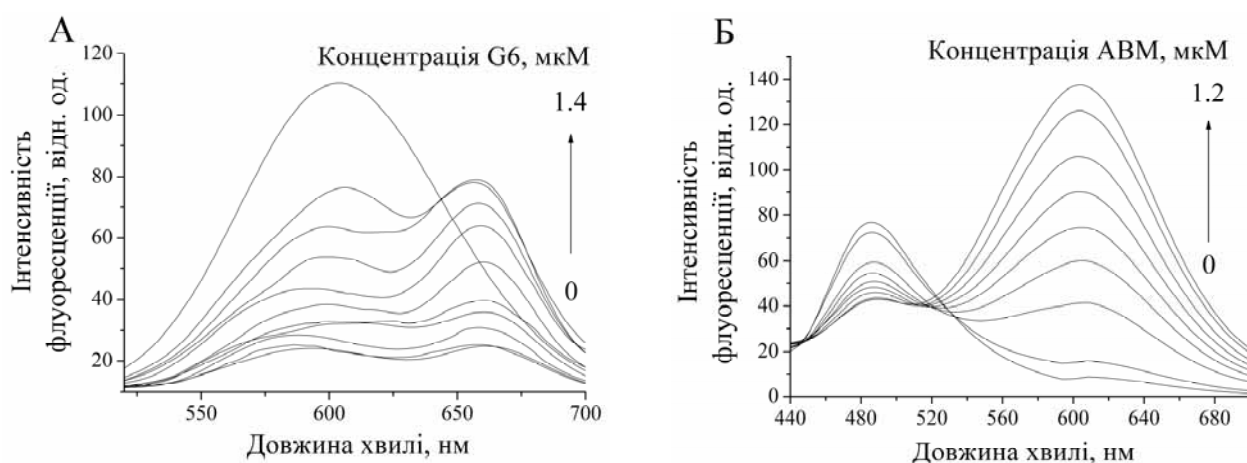 А
Концентрація G6, мкМ
1.4
0
120
100
80
60
40
20
Інтенсивність
флуоресценції, відн. од.
550
600
650
700
Довжина хвилі, нм
Б
Концентрація АВМ, мкМ
1.2
0
140
120
100
80
60
40
20
0
Інтенсивність
флуоресценції, відн. од.
440
480
520
560
600
640
680
Довжина хвилі, нм